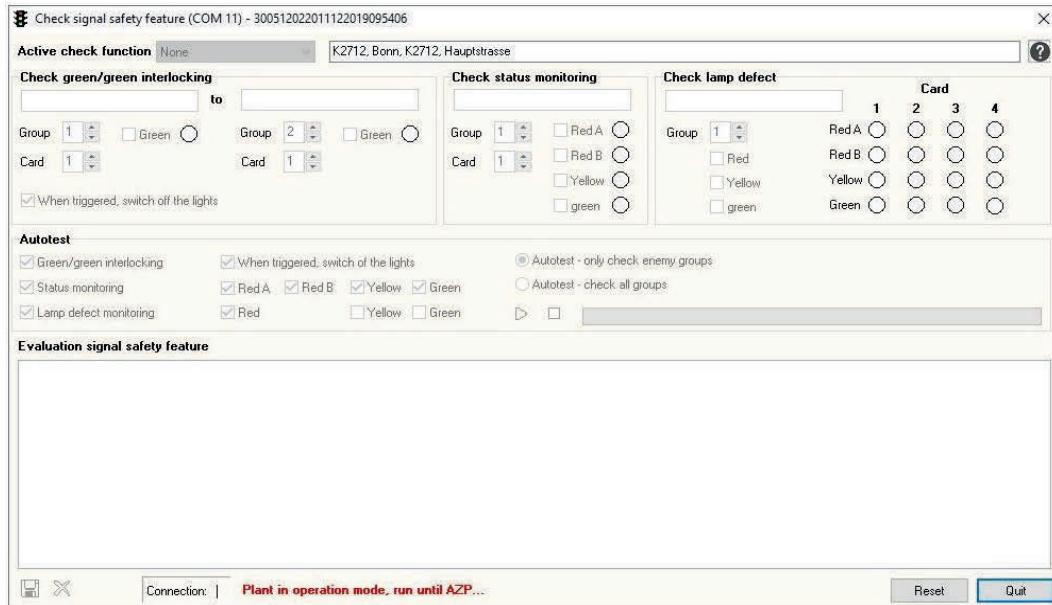 Check signal safety feature (COM 11) - 300512022011122019095406
Active check function None K2712, Bonn, K2712, Hauptstrasse
Check green/green interlocking
to
Group 1 Green Group 2 Green
Card 1 Card 1
When triggered, switch off the lights
Check status monitoring
Group 1 Red A
Card 1 Red B
Yellow
green
Check lamp defect
Card
1 2 3 4
Group 1 Red A
Red Red B
Yellow Yellow
green Green
Autotest
Green/green interlocking When triggered, switch of the lights Autotest - only check enemy groups
Status monitoring Red A Red B Yellow Green Autotest - check all groups
Lamp defect monitoring Red Yellow Green
Evaluation signal safety feature
Connection: | Plant in operation mode, run until AZP... Reset Quit